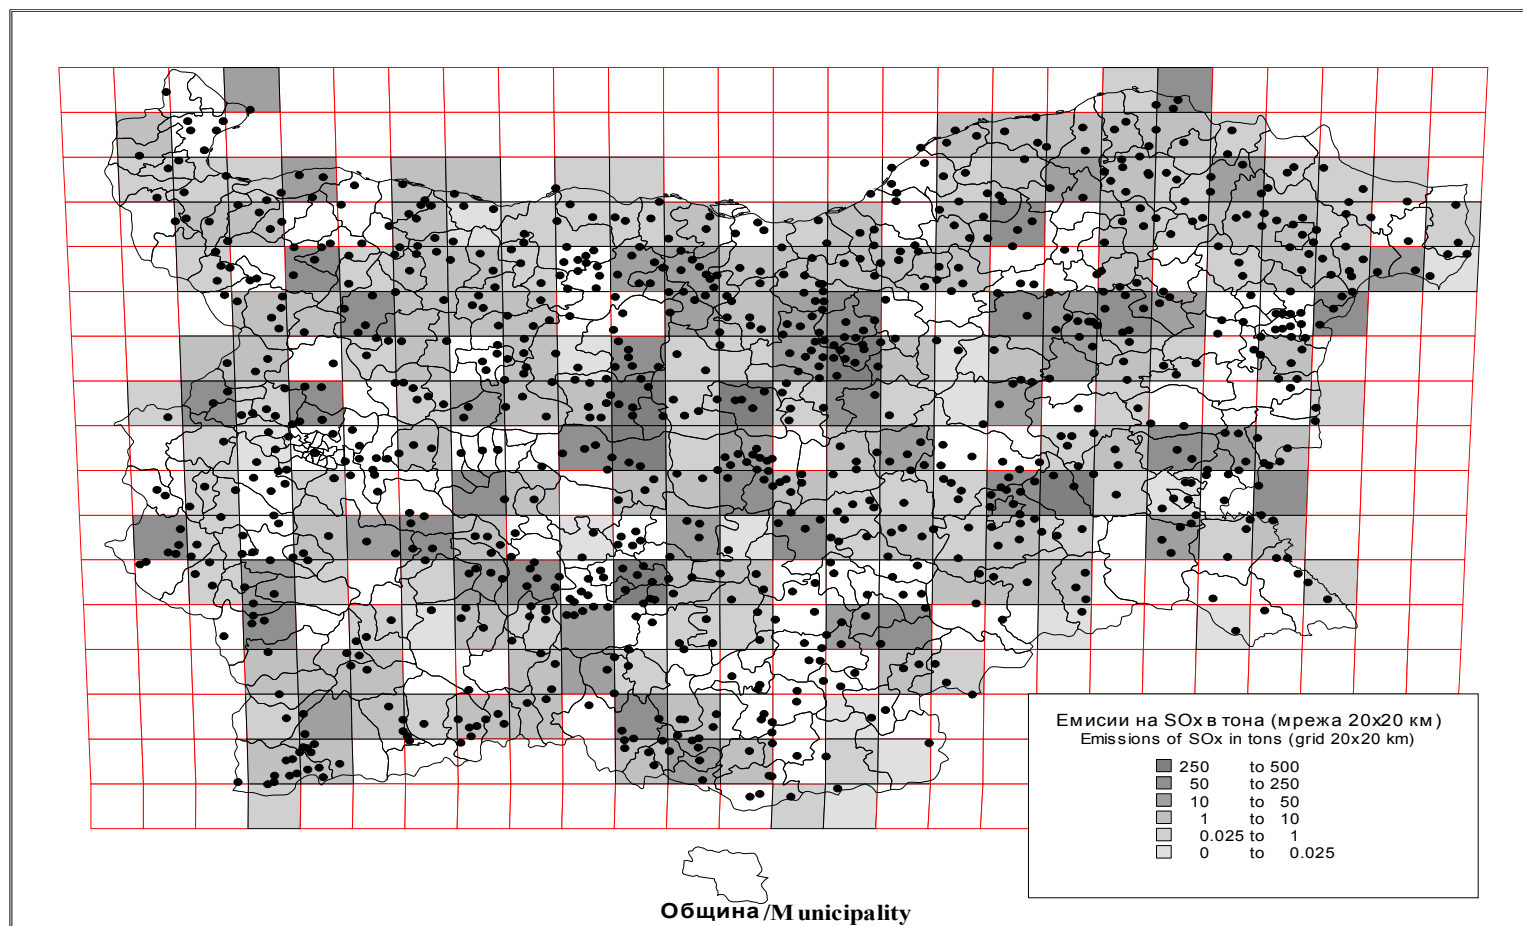 Емисии на SOx в тона (мрежа 20x20 км)
Emissions of SOx in tons (grid 20x20 km)
250 to 500
50 to 250
10 to 50
1 to 10
0.025 to 1
0 to 0.025
Община/Municipality